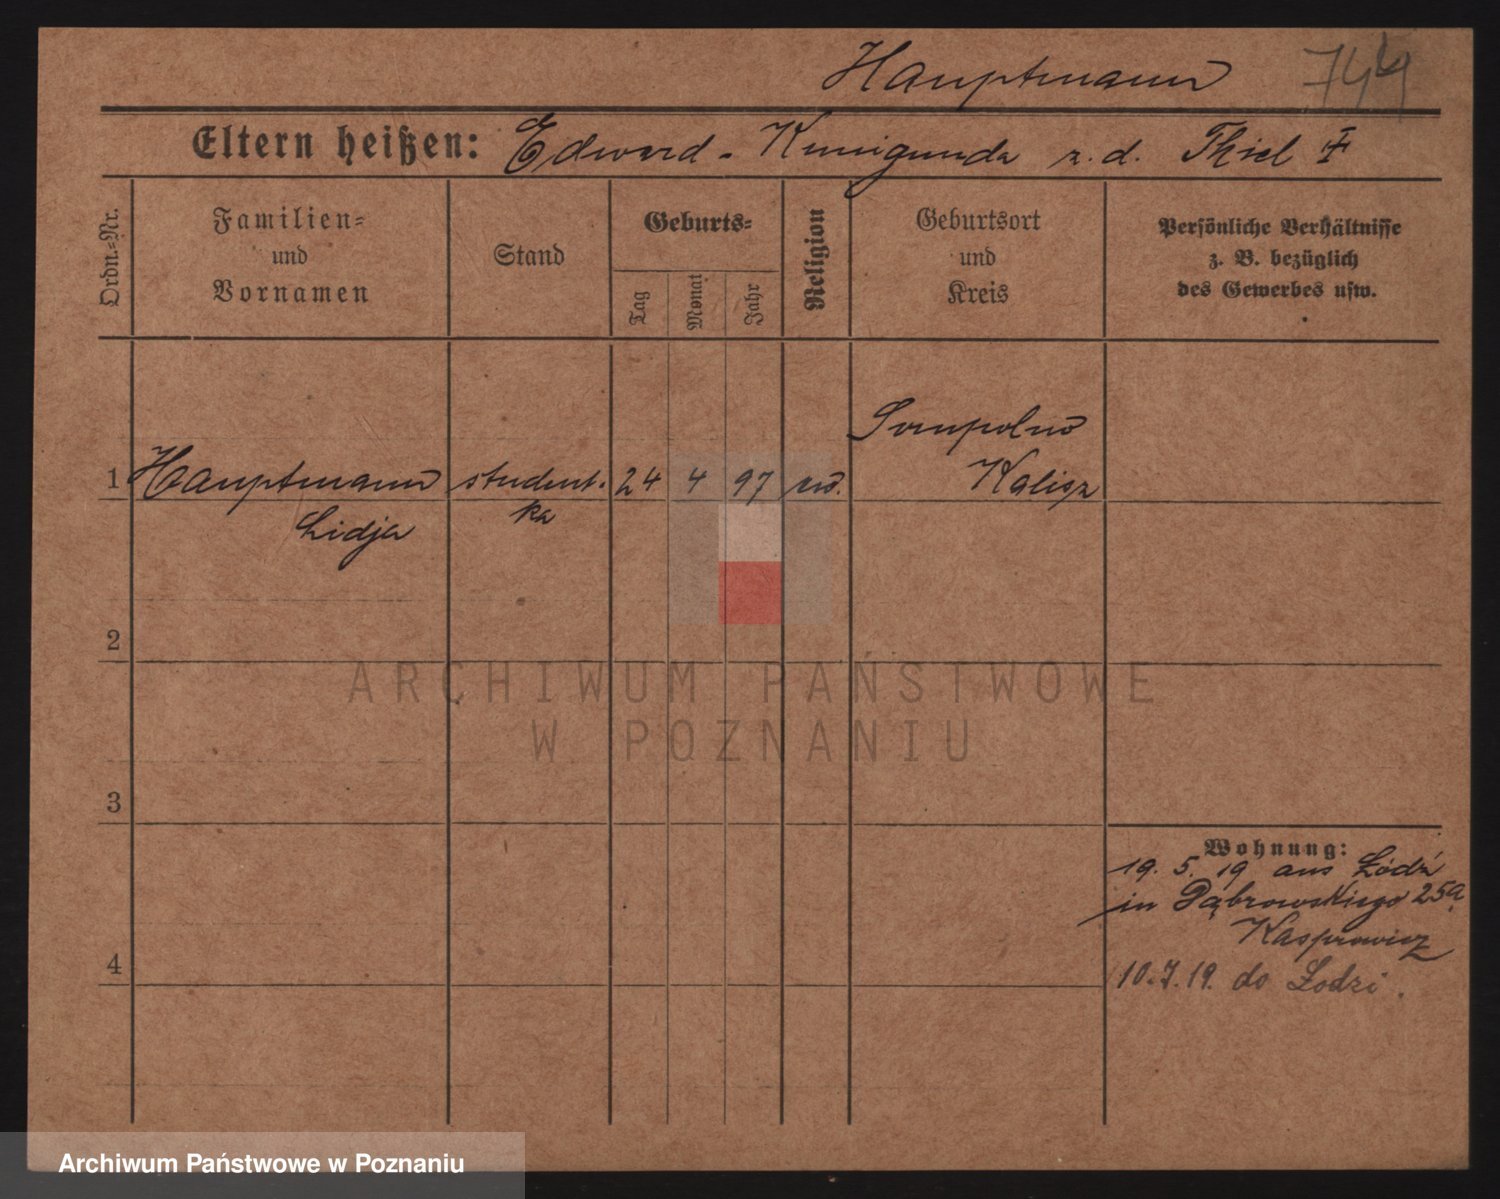 Hauptmann 744
Eltern heißen: Edward - Kunigunda z.d. Thiel ‡
Ordn.-Nr.
Familien-
und
Vornamen
Stand
Geburts-
Tag
Monat
Jahr
Religion
Geburtsort
und
Kreis
Persönliche Verhältnisse
z. B. bezüglich
des Gewerbes usw.
Sompolno
1 Hauptmann student- 24 4 97 Kalisz
Lidja ka
2
ARCHIWUM PAŃSTWOWE
W POZNANIU
3
Wohnung:
19. 5. 19 aus Łódź
in Dąbrowskiego 25a
Kasprowicz
4
10.7.19. do Łodzi.
Archiwum Państwowe w Poznaniu